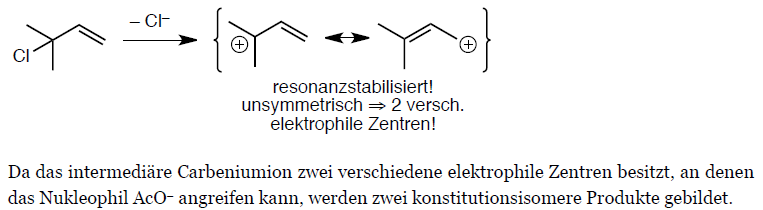 – Cl⁻
Cl
resonanzstabilisiert!
unsymmetrisch ⇒ 2 versch.
elektrophile Zentren!
Da das intermediäre Carbeniumion zwei verschiedene elektrophile Zentren besitzt, an denen
das Nukleophil AcO⁻ angreifen kann, werden zwei konstitutionsisomere Produkte gebildet.